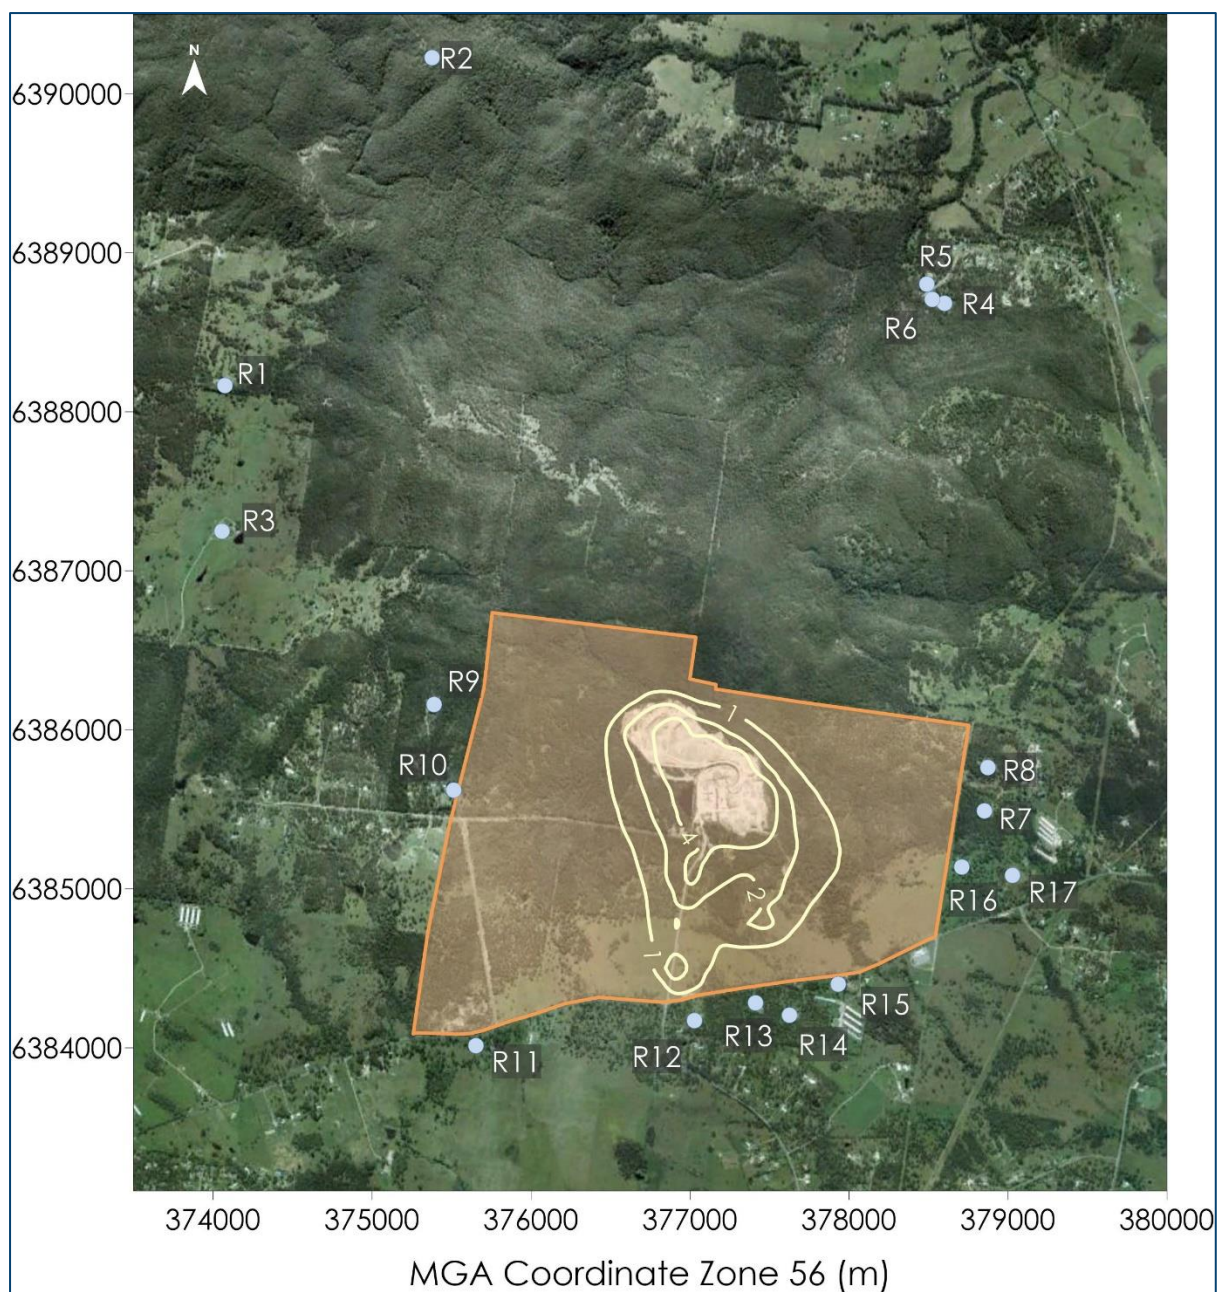 N
R2
6390000
6389000
R5
R4
R6
R1
6388000
R3
6387000
R9
1
6386000
R10
R8
R7
4
2
6385000
R16
R17
1
R15
R13
R14
R12
6384000
R11
374000 375000 376000 377000 378000 379000 380000
MGA Coordinate Zone 56 (m)